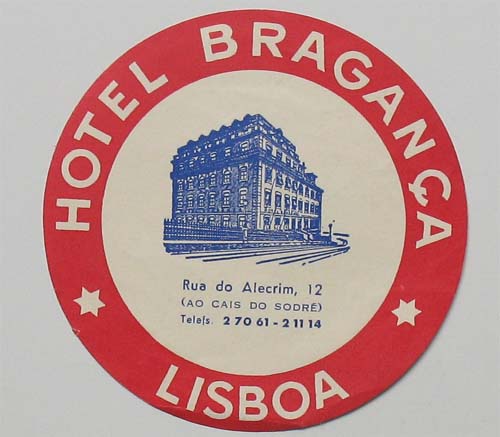 HOTEL BRAGANÇA
Rua do Alecrim, 12
(AO CAIS DO SODRÉ)
Telefs. 2 70 61 - 2 11 14
LISBOA